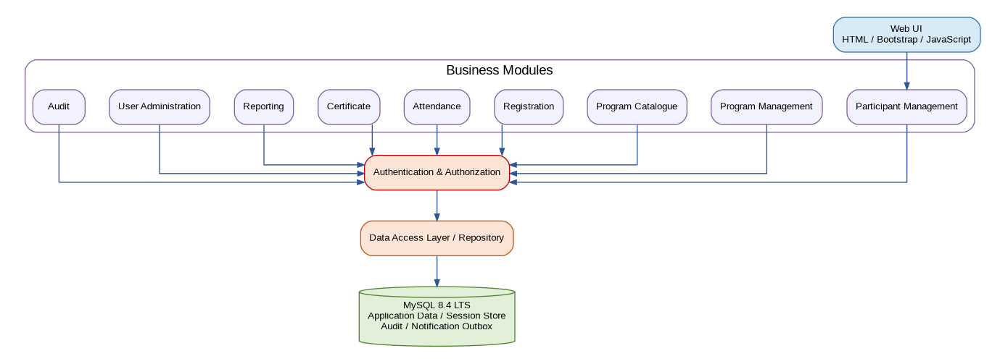 Web UI
HTML / Bootstrap / JavaScript
Business Modules
Audit
User Administration
Reporting
Certificate
Attendance
Registration
Program Catalogue
Program Management
Participant Management
Authentication & Authorization
Data Access Layer / Repository
MySQL 8.4 LTS
Application Data / Session Store
Audit / Notification Outbox